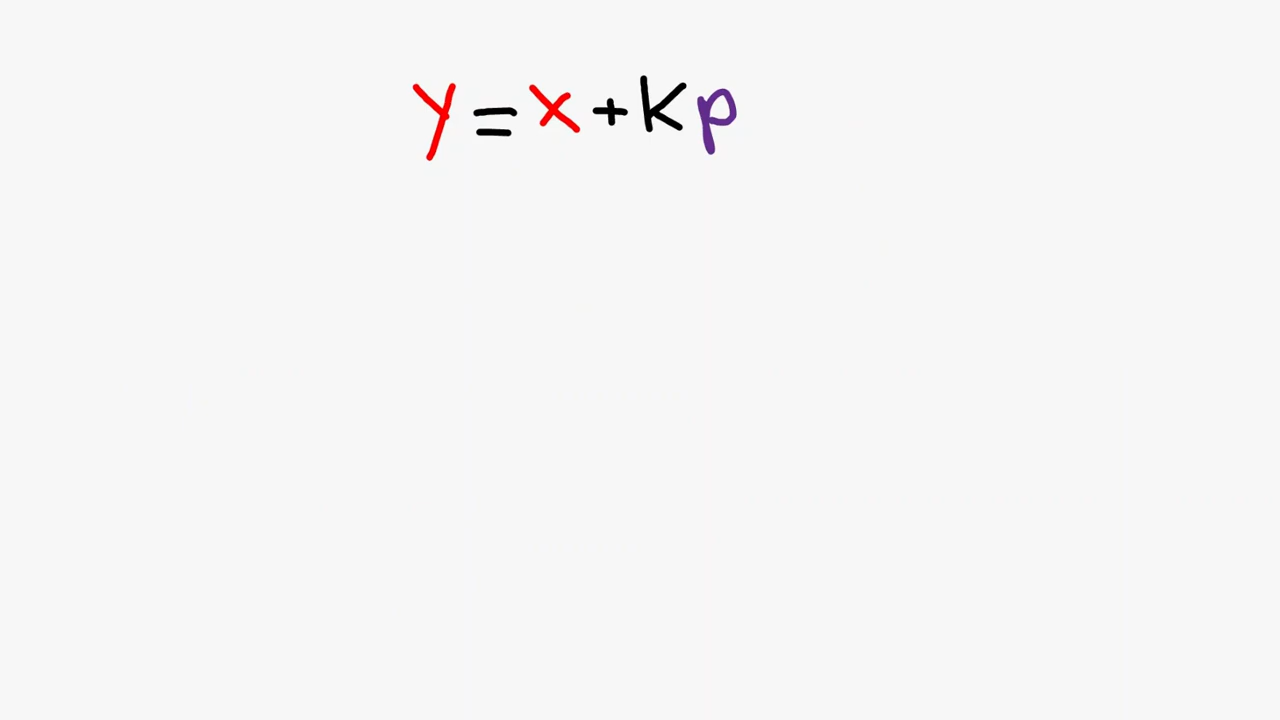 y = x + kp